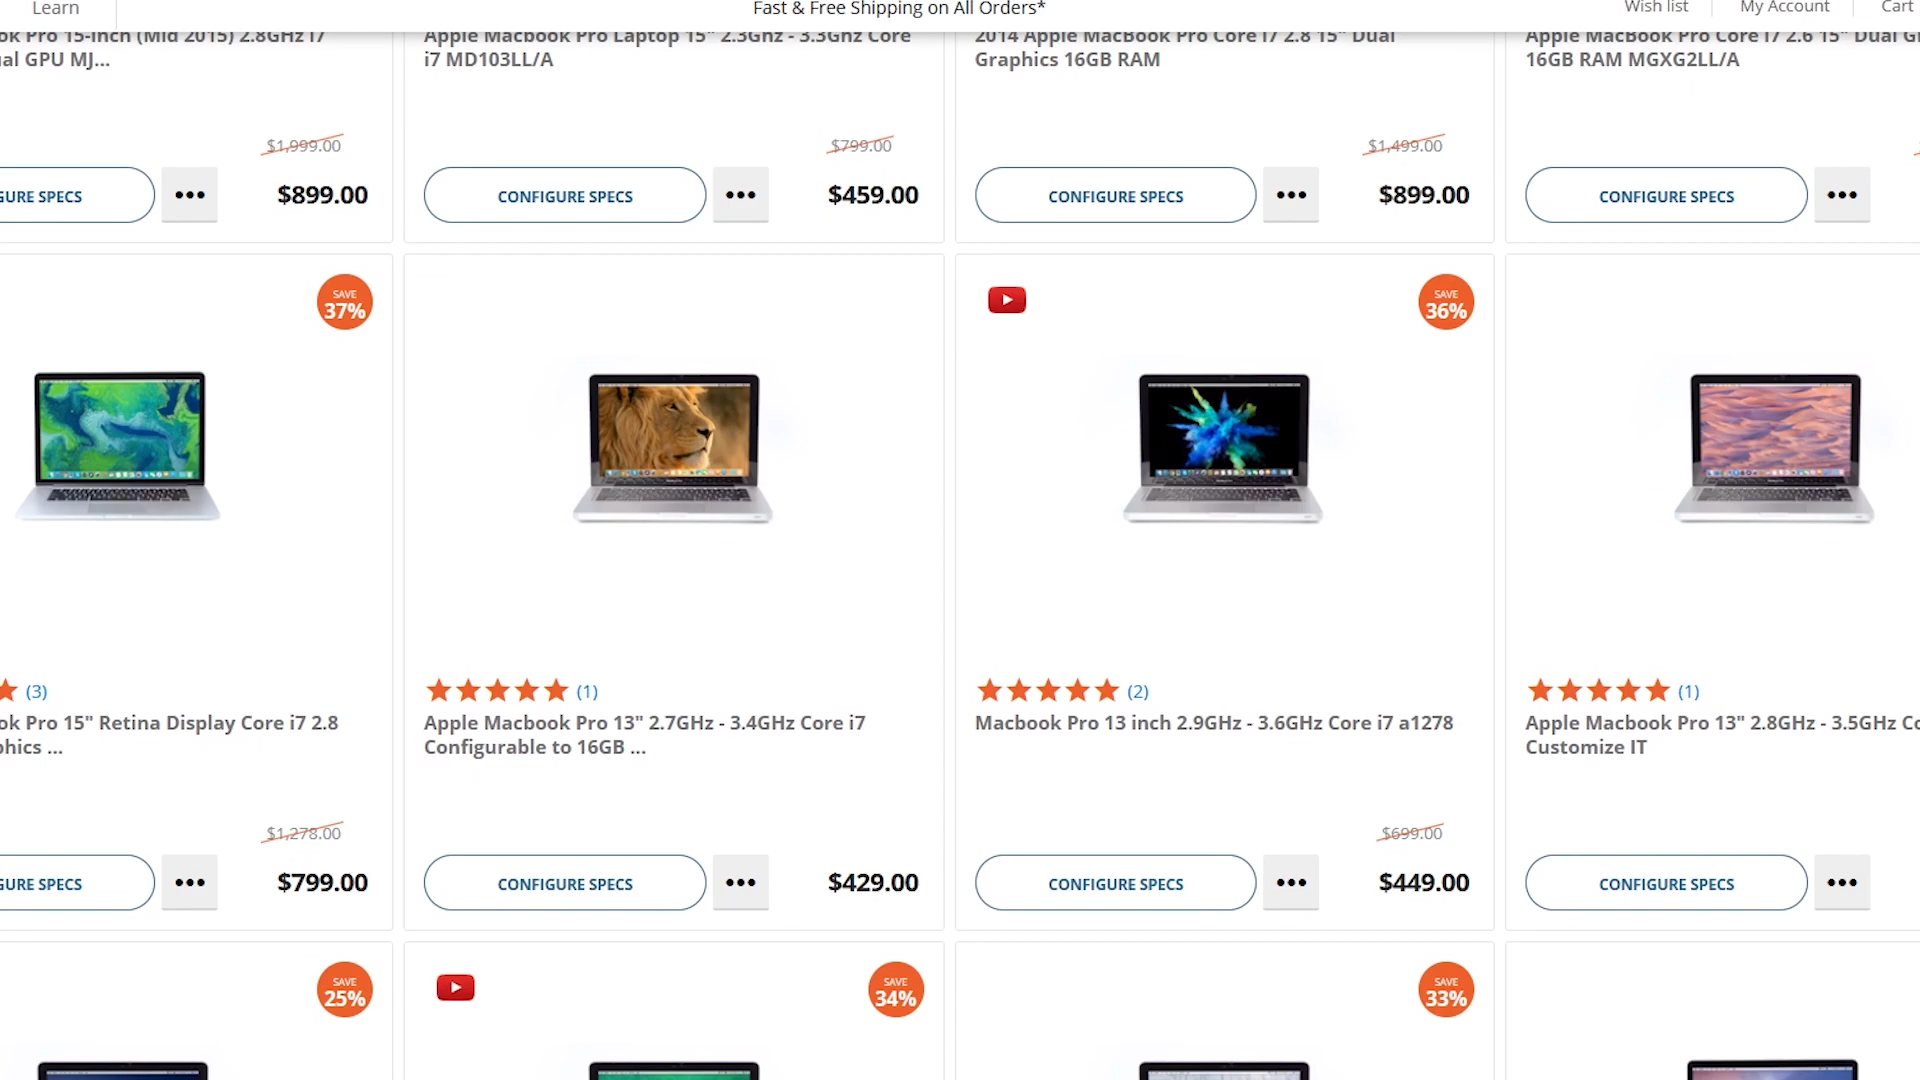 Learn
Fast & Free Shipping on All Orders*
Wish list
My Account
Cart
ok Pro 15-inch (Mid 2015) 2.8GHz i7
al GPU MJ...
Apple Macbook Pro Laptop 15" 2.3Ghz - 3.3Ghz Core
i7 MD103LL/A
2014 Apple MacBook Pro Core i7 2.8 15" Dual
Graphics 16GB RAM
Apple MacBook Pro Core i7 2.6 15" Dual G
16GB RAM MGXG2LL/A
$1,999.00
$799.00
$1,499.00
GURE SPECS
$899.00
CONFIGURE SPECS
$459.00
CONFIGURE SPECS
$899.00
CONFIGURE SPECS
SAVE
37%
SAVE
36%
(3)
ok Pro 15" Retina Display Core i7 2.8
phics ...
$1,278.00
GURE SPECS
$799.00
(1)
Apple Macbook Pro 13" 2.7GHz - 3.4GHz Core i7
Configurable to 16GB ...
CONFIGURE SPECS
$429.00
(2)
Macbook Pro 13 inch 2.9GHz - 3.6GHz Core i7 a1278
$699.00
CONFIGURE SPECS
$449.00
(1)
Apple Macbook Pro 13" 2.8GHz - 3.5GHz Co
Customize IT
CONFIGURE SPECS
SAVE
25%
SAVE
34%
SAVE
33%